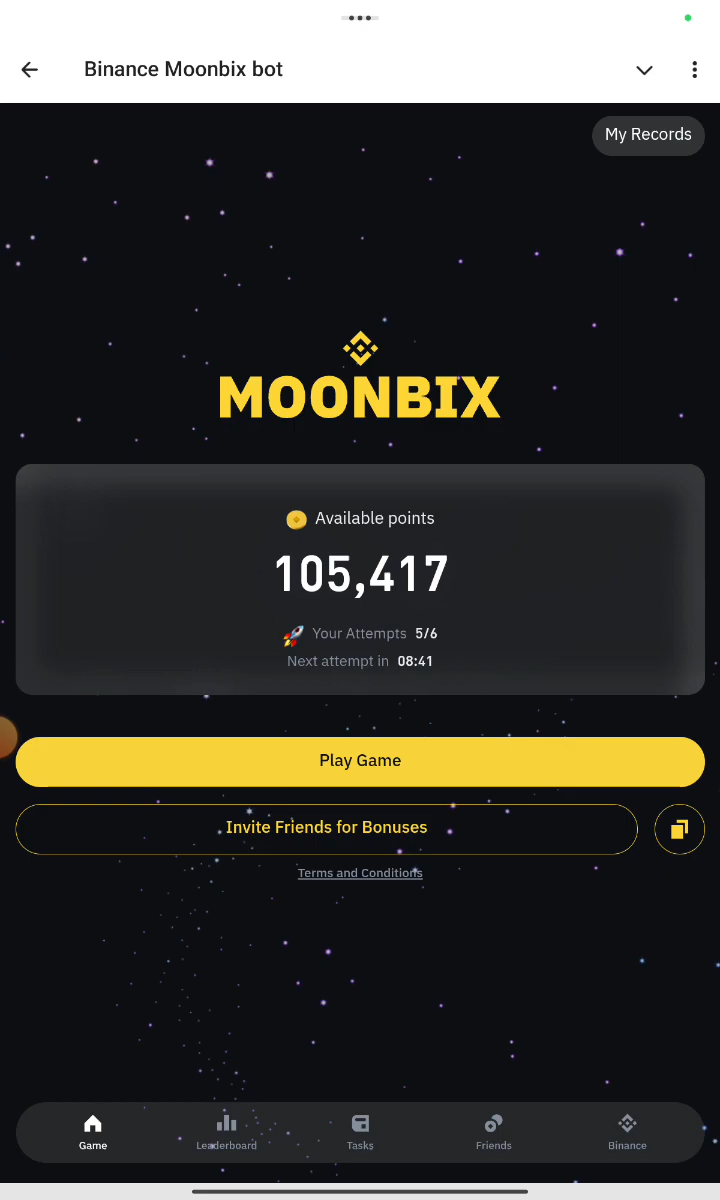 Binance Moonbix bot
My Records
MOONBIX
Available points
105,417
Your Attempts 5/6
Next attempt in 08:41
Play Game
Invite Friends for Bonuses
Terms and Conditions
Game Leaderboard Tasks Friends Binance